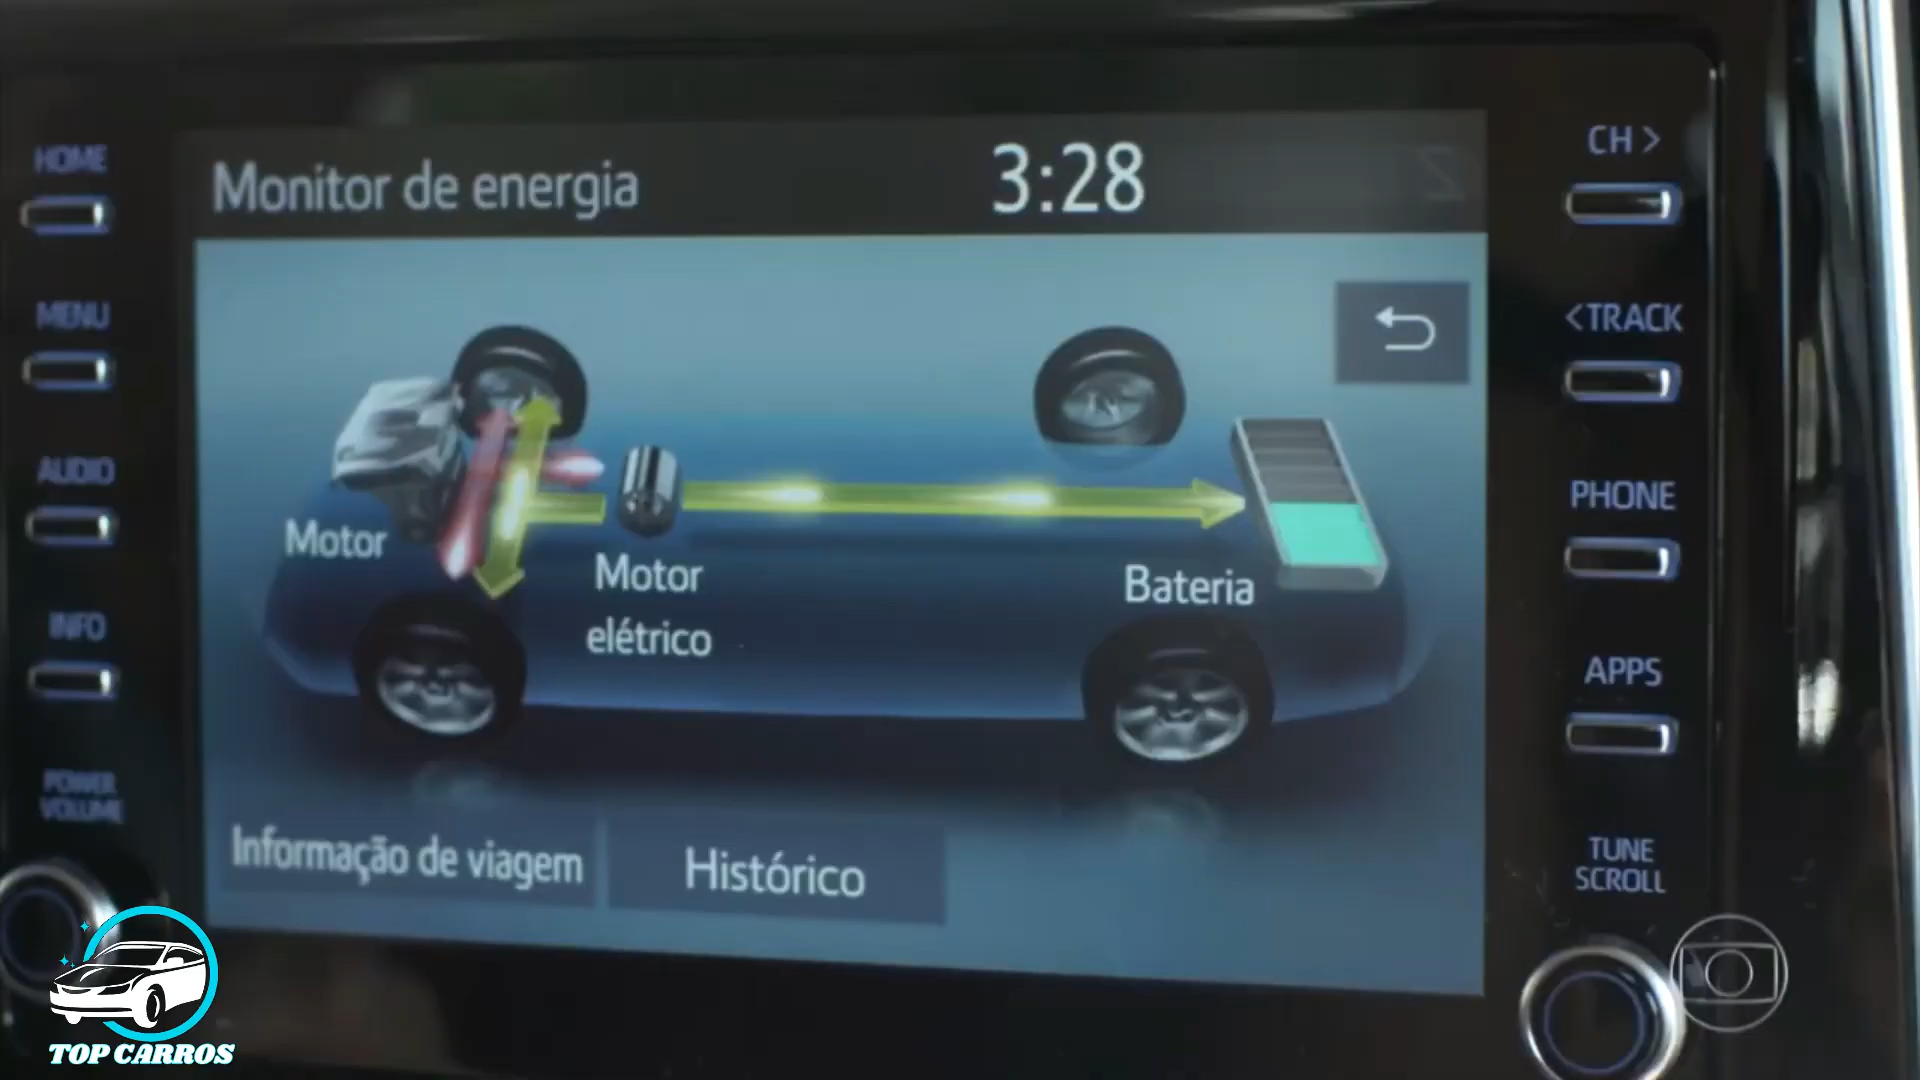 Monitor de energia
3:28
HOME
MENU
AUDIO
INFO
POWER
VOLUME
CH >
< TRACK
PHONE
APPS
TUNE
SCROLL
Motor
Motor
elétrico
Bateria
Informação de viagem
Histórico
TOP CARROS